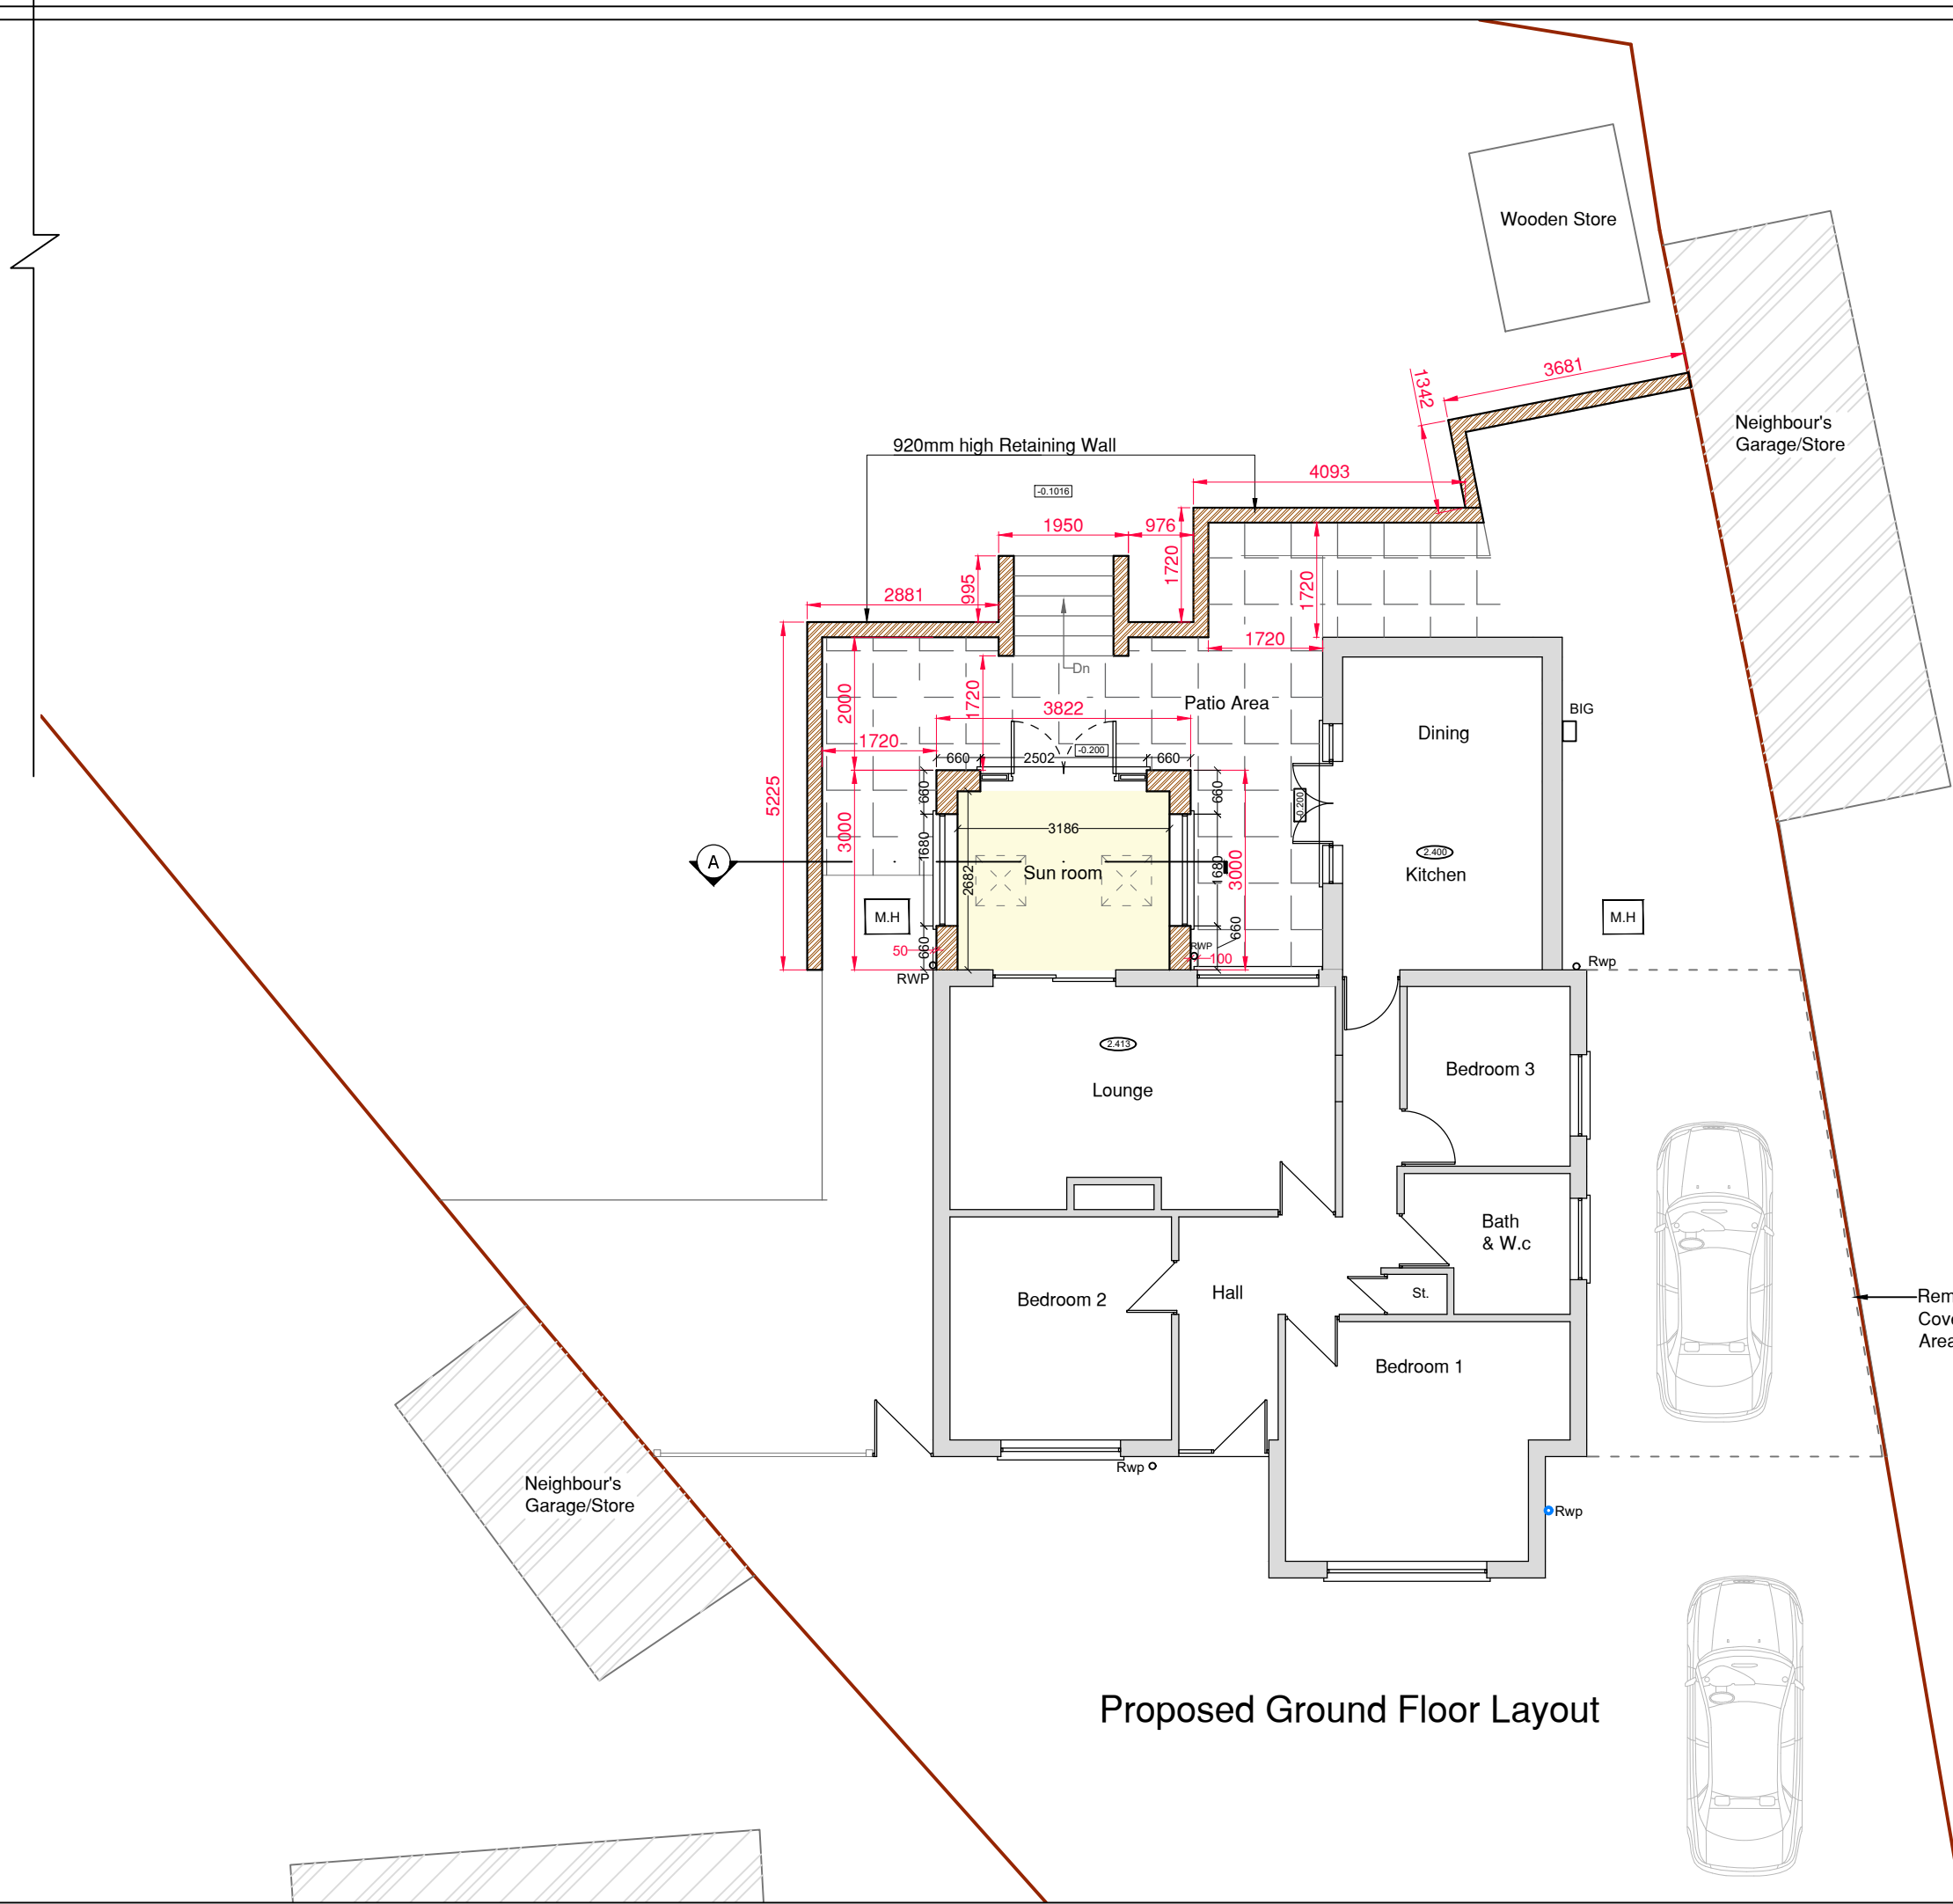 Wooden Store
3681
1342
Neighbour's
Garage/Store
920mm high Retaining Wall
4093
-0.1016
1950
976
1720
1720
995
2881
1720
Dn
2000
1720
Patio Area
3822
BIG
Dining
1720
-0.200
660
2502
660
5225
660
660
-0.200
3000
3186
1680
A
2.400
Sun room
1680
3000
Kitchen
2682
M.H
M.H
660
660
50
RWP
100
Rwp
RWP
2.413
Bedroom 3
Lounge
Bath
& W.c
Bedroom 2
Hall
St.
Rem
Cove
Area
Bedroom 1
Rwp
Neighbour's
Garage/Store
Rwp
Proposed Ground Floor Layout